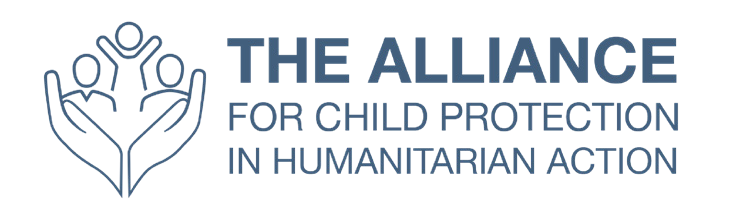 THE ALLIANCE
FOR CHILD PROTECTION
IN HUMANITARIAN ACTION